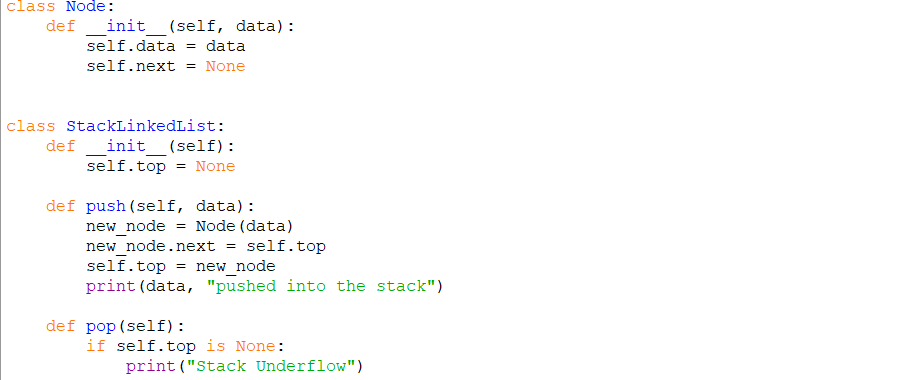 class Node:
    def __init__(self, data):
        self.data = data
        self.next = None
class StackLinkedList:
    def __init__(self):
        self.top = None
    def push(self, data):
        new_node = Node(data)
        new_node.next = self.top
        self.top = new_node
        print(data, "pushed into the stack")
    def pop(self):
        if self.top is None:
            print("Stack Underflow")